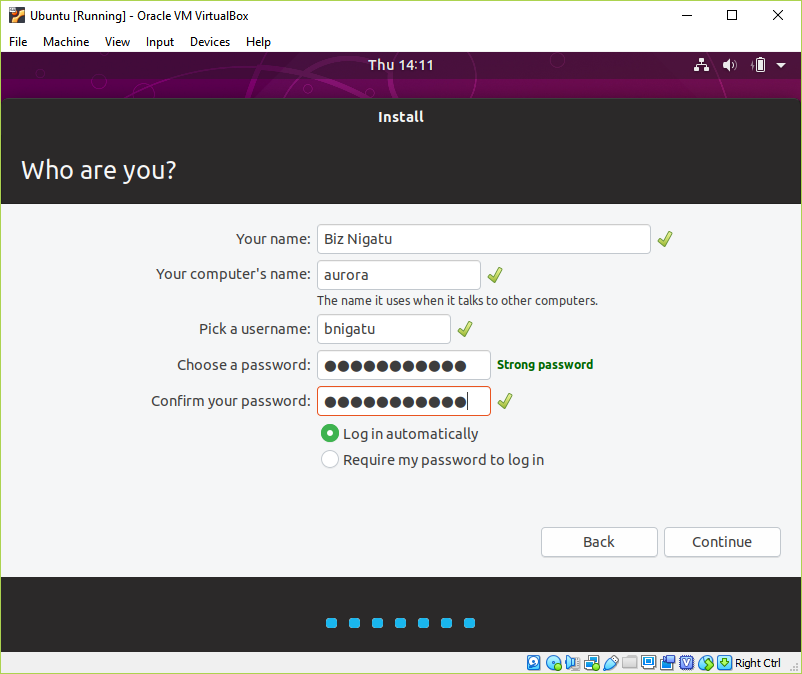 Ubuntu [Running] - Oracle VM VirtualBox
File Machine View Input Devices Help
Thu 14:11
Install
Who are you?
Your name: Biz Nigatu
Your computer's name: aurora
The name it uses when it talks to other computers.
Pick a username: bnigatu
Choose a password: ●●●●●●●●●●● Strong password
Confirm your password: ●●●●●●●●●●●
Log in automatically
Require my password to log in
Back Continue
Right Ctrl